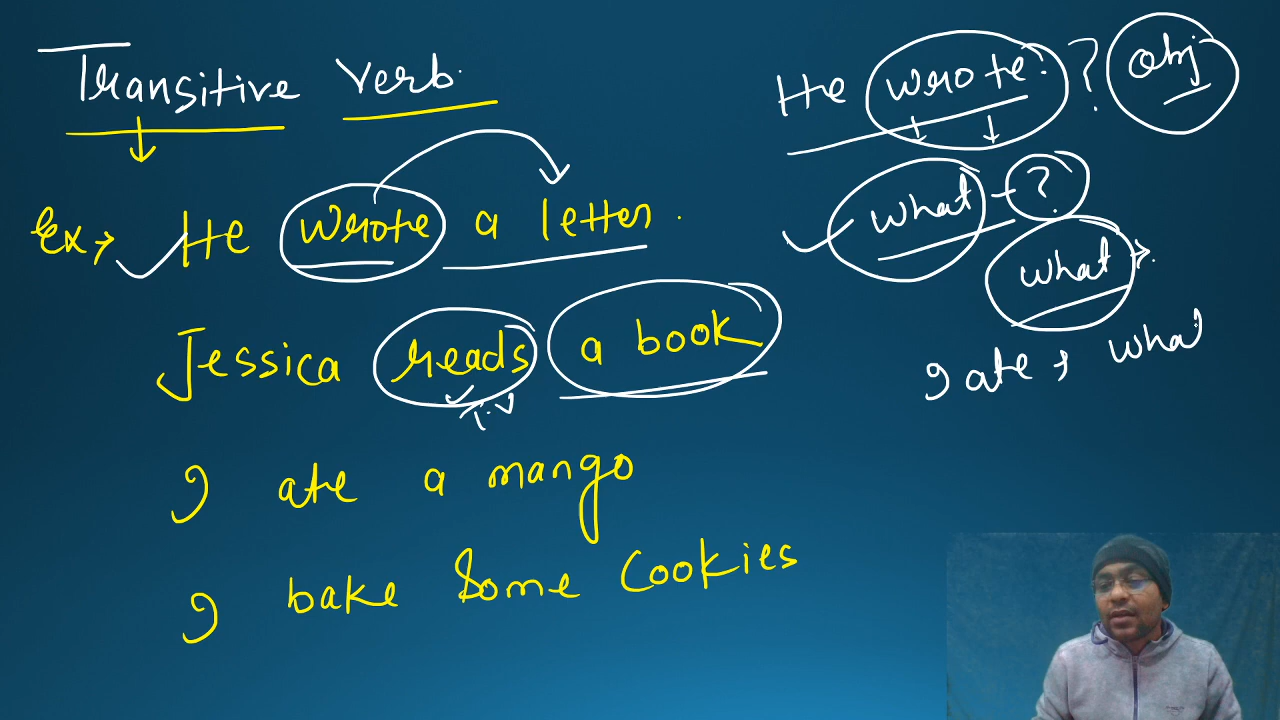 Transitive Verb.
Ex → He wrote a letter.
Jessica reads a book
T.V
I ate a mango
I bake some Cookies
He wrote? ? obj
what - ?
what →
I ate → what